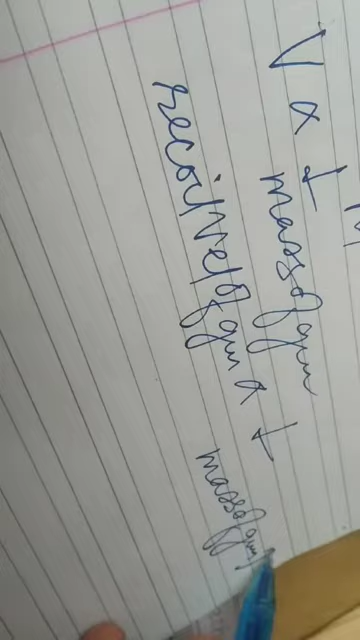 V α 1
mass of gun
recoil vel of gun α 1
mass of gun